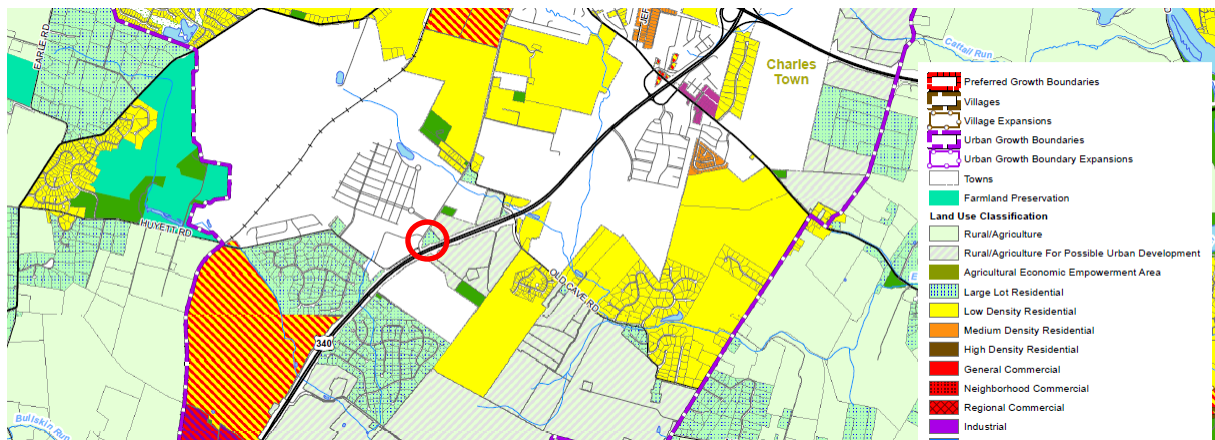 EARLE RD
JEF
Cattail Run
Charles
Town
HUYETT RD
OLD CAVE RD
340
Bullskin Run
E
Preferred Growth Boundaries
Villages
Village Expansions
Urban Growth Boundaries
Urban Growth Boundary Expansions
Towns
Farmland Preservation
Land Use Classification
Rural/Agriculture
Rural/Agriculture For Possible Urban Development
Agricultural Economic Empowerment Area
Large Lot Residential
Low Density Residential
Medium Density Residential
High Density Residential
General Commercial
Neighborhood Commercial
Regional Commercial
Industrial